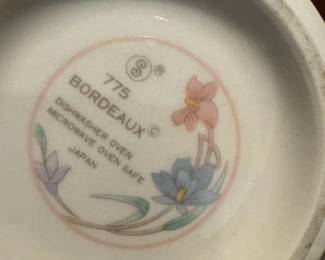 Ⓢ®
775
BORDEAUX ©
DISHWASHER OVEN
MICROWAVE OVEN SAFE
JAPAN